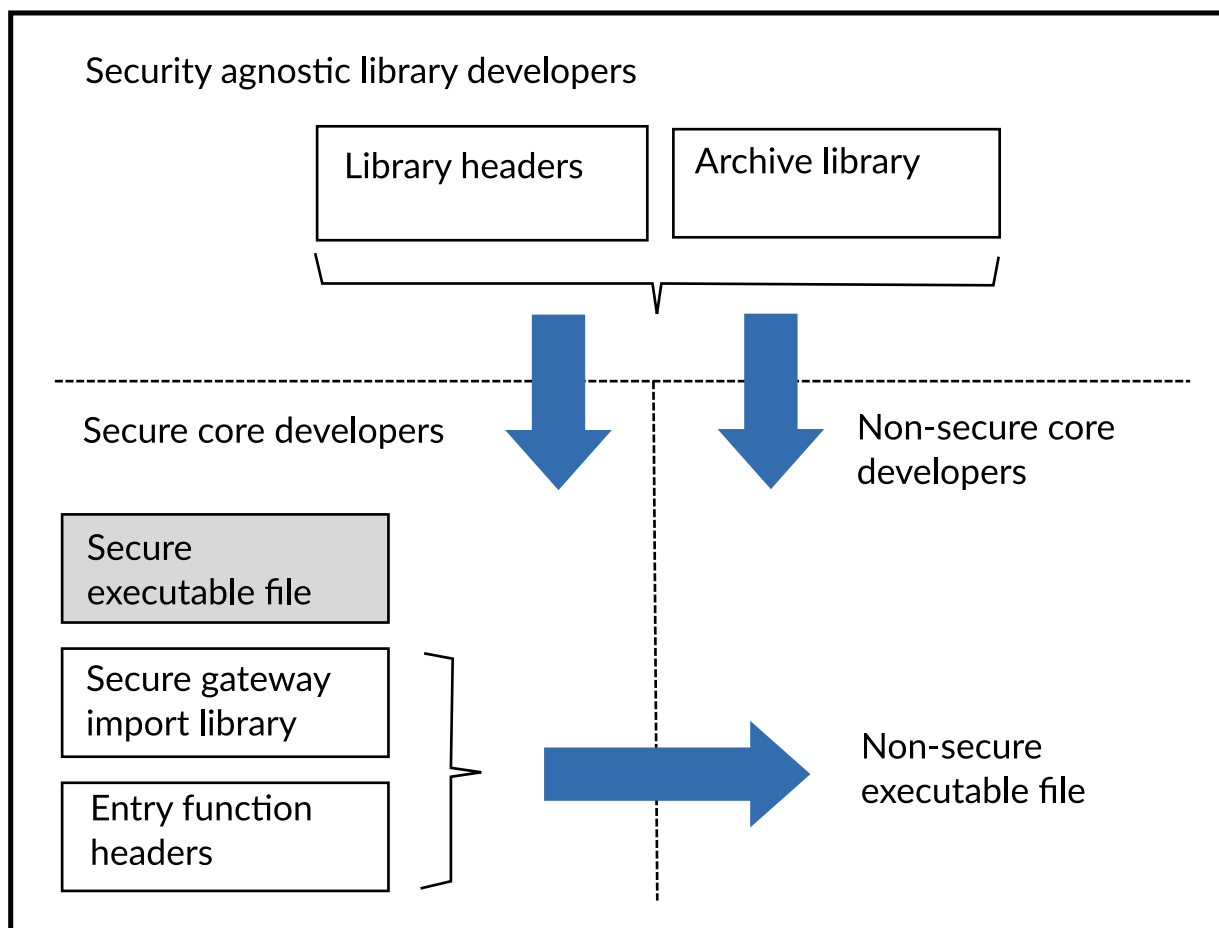 Security agnostic library developers
Library headers
Archive library
Secure core developers
Non-secure core
developers
Secure
executable file
Secure gateway
import library
Non-secure
executable file
Entry function
headers